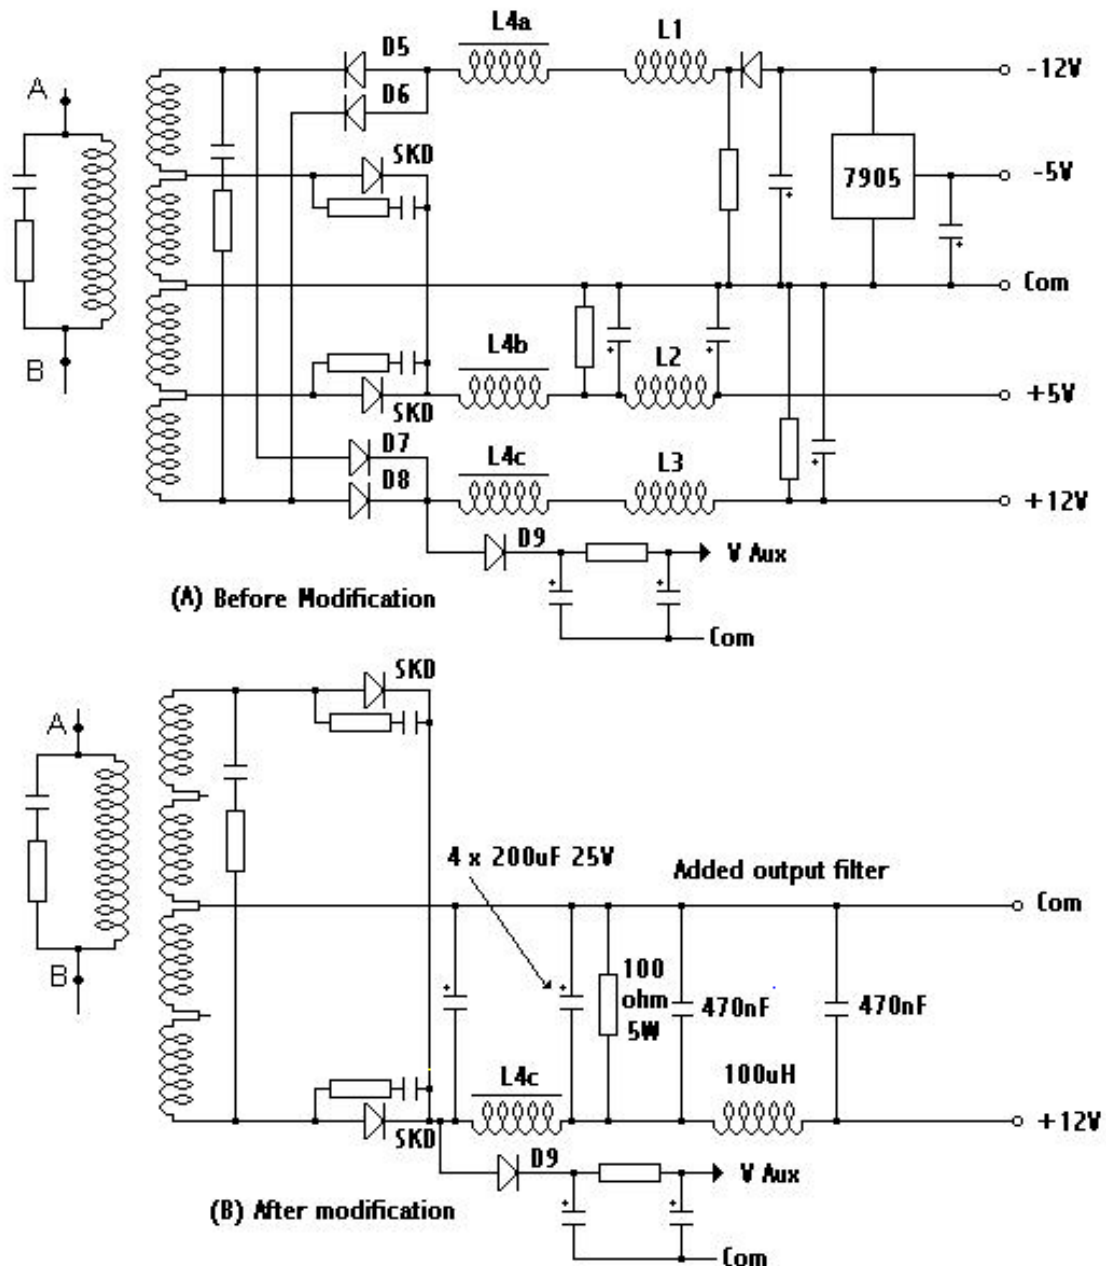 L4a
L1
D5
-12V
A
D6
SKD
7905
-5V
Com
B
L4b
L2
+5V
SKD
D7
L4c
L3
D8
+12V
D9
V Aux
(A) Before Modification
Com
SKD
A
4 x 200uF 25V
Added output filter
Com
B
100
ohm
5W
470nF
470nF
L4c
100uH
+12V
SKD
D9
V Aux
(B) After modification
Com